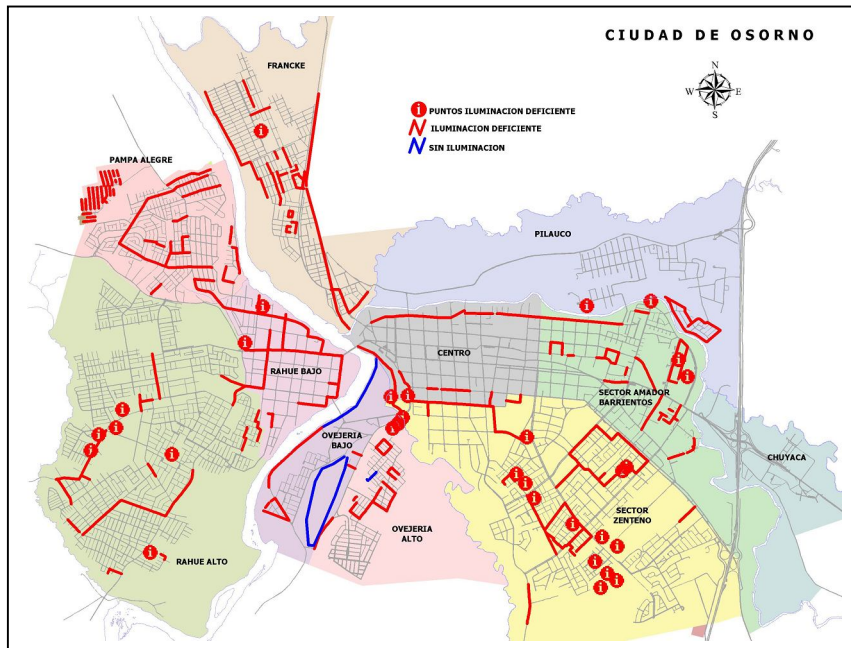 CIUDAD DE OSORNO
FRANCKE
N
W E
S
i PUNTOS ILUMINACION DEFICIENTE
ILUMINACION DEFICIENTE
SIN ILUMINACION
PAMPA ALEGRE
PILAUCO
CENTRO
RAHUE BAJO
SECTOR AMADOR
BARRIENTOS
OVEJERIA
BAJO
CHUYACA
SECTOR
ZENTENO
OVEJERIA
ALTO
RAHUE ALTO